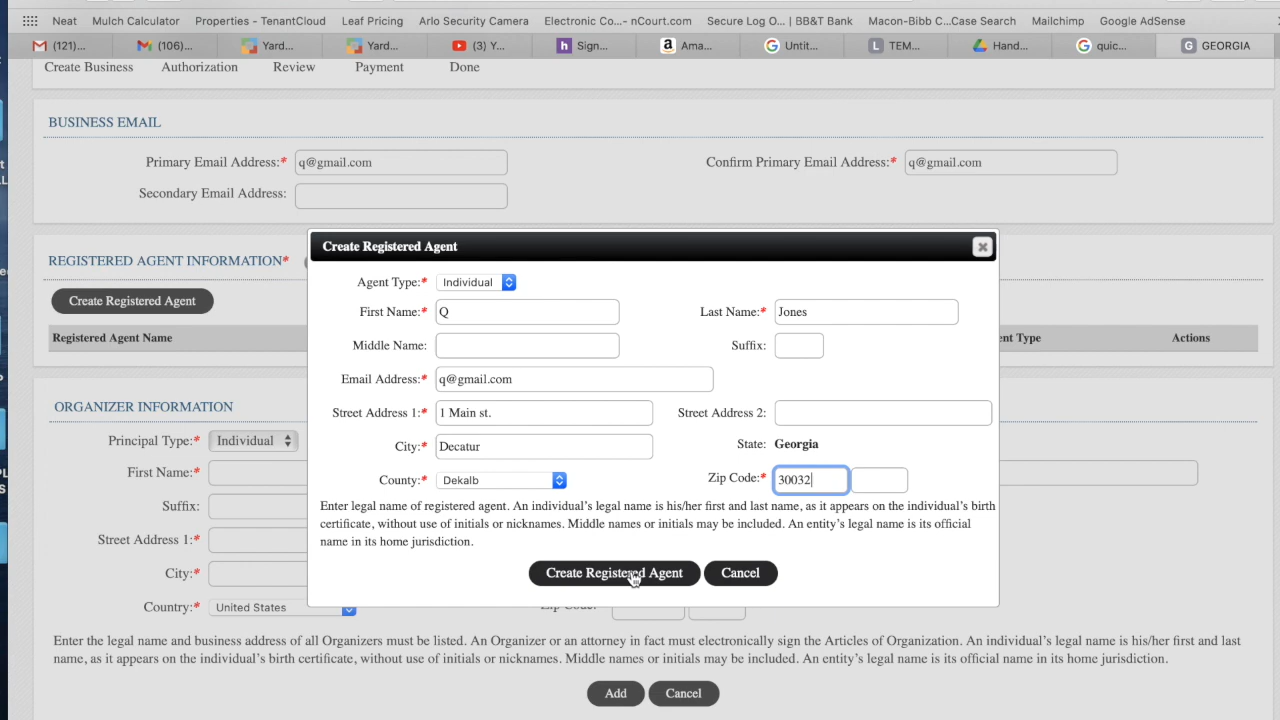 Neat Mulch Calculator Properties - TenantCloud Leaf Pricing Arlo Security Camera Electronic Co...- nCourt.com Secure Log O... | BB&T Bank Macon-Bibb C...Case Search Mailchimp Google AdSense
(121)... (106)... Yard... Yard... (3) Y... Sign... Ama... Untit... TEM... Hand... quic... GEORGIA
Create Business Authorization Review Payment Done
BUSINESS EMAIL
Primary Email Address:* q@gmail.com Confirm Primary Email Address:* q@gmail.com
Secondary Email Address:
Create Registered Agent
REGISTERED AGENT INFORMATION*
Agent Type:* Individual
Create Registered Agent
First Name:* Q Last Name:* Jones
Registered Agent Name ent Type Actions
Middle Name: Suffix:
Email Address:* q@gmail.com
ORGANIZER INFORMATION
Street Address 1:* 1 Main st. Street Address 2:
Principal Type:* Individual
City:* Decatur State: Georgia
First Name:*
County:* Dekalb Zip Code:* 30032
Suffix:
Enter legal name of registered agent. An individual's legal name is his/her first and last name, as it appears on the individual's birth
certificate, without use of initials or nicknames. Middle names or initials may be included. An entity's legal name is its official
name in its home jurisdiction.
Street Address 1:*
City:*
Create Registered Agent Cancel
Country:* United States Zip Code:*
Enter the legal name and business address of all Organizers must be listed. An Organizer or an attorney in fact must electronically sign the Articles of Organization. An individual's legal name is his/her first and last
name, as it appears on the individual's birth certificate, without use of initials or nicknames. Middle names or initials may be included. An entity's legal name is its official name in its home jurisdiction.
Add Cancel